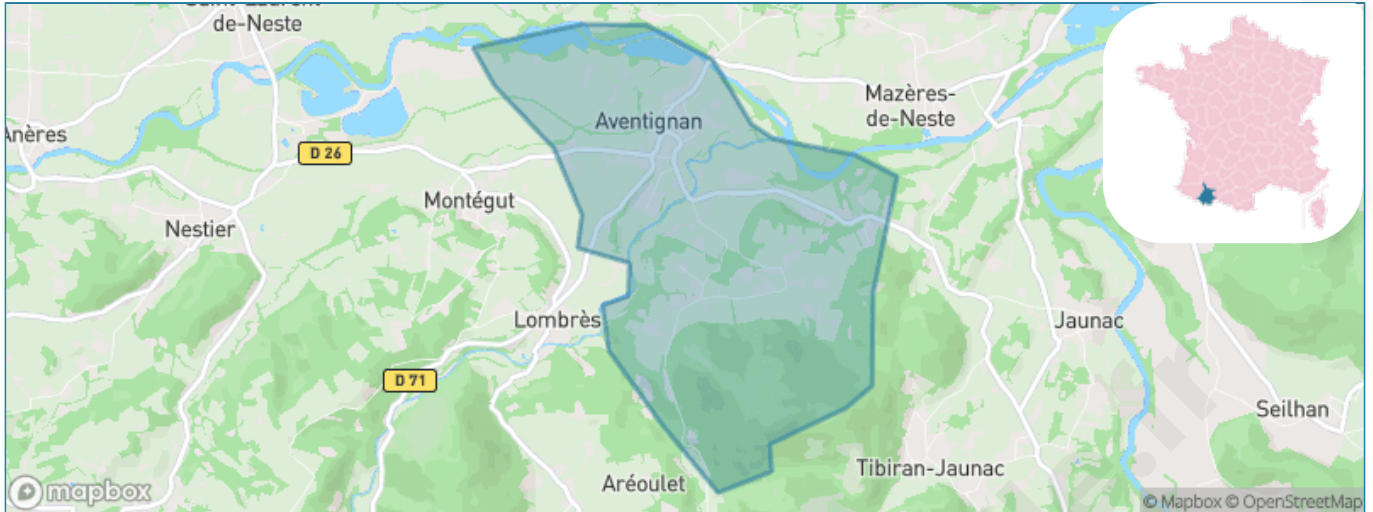 de-Neste
Aventignan
Mazères-
de-Neste
Anères
D 26
Montégut
Nestier
Lombrès
Jaunac
D 71
Seilhan
Tibiran-Jaunac
Aréoulet
mapbox
© Mapbox © OpenStreetMap